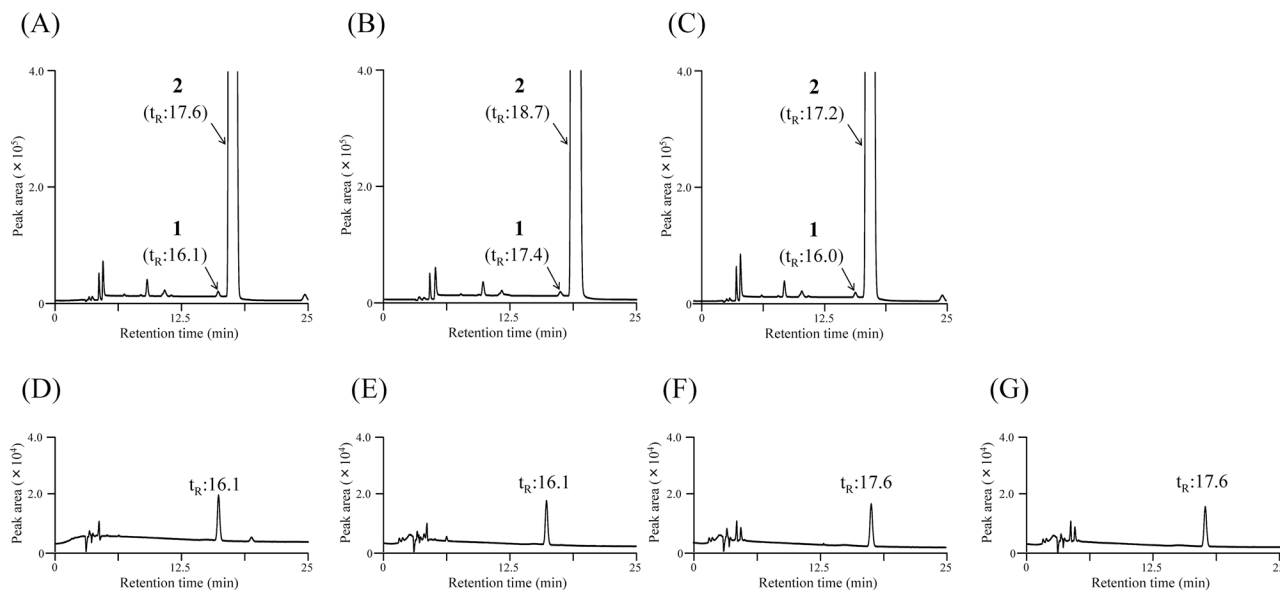 (A)
Peak area (×10⁵)
4.0
2.0
0
2
(tR:17.6)
1
(tR:16.1)
0
12.5
25
Retention time (min)
(B)
Peak area (×10⁵)
4.0
2.0
0
2
(tR:18.7)
1
(tR:17.4)
0
12.5
25
Retention time (min)
(C)
Peak area (×10⁵)
4.0
2.0
0
2
(tR:17.2)
1
(tR:16.0)
0
12.5
25
Retention time (min)
(D)
Peak area (×10⁴)
4.0
2.0
0
tR:16.1
0
12.5
25
Retention time (min)
(E)
Peak area (×10⁴)
4.0
2.0
0
tR:16.1
0
12.5
25
Retention time (min)
(F)
Peak area (×10⁴)
4.0
2.0
0
tR:17.6
0
12.5
25
Retention time (min)
(G)
Peak area (×10⁴)
4.0
2.0
0
tR:17.6
0
12.5
25
Retention time (min)